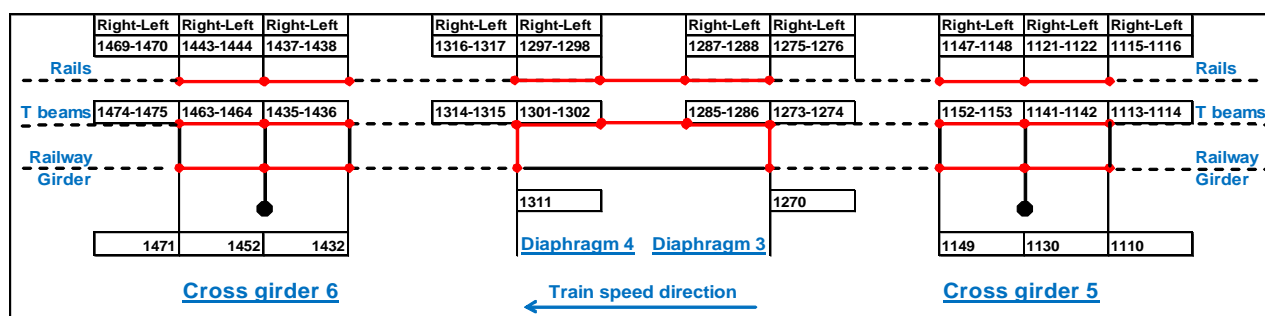 Right-Left Right-Left Right-Left Right-Left Right-Left Right-Left Right-Left Right-Left Right-Left Right-Left
1469-1470 1443-1444 1437-1438 1316-1317 1297-1298 1287-1288 1275-1276 1147-1148 1121-1122 1115-1116
Rails Rails
T beams 1474-1475 1463-1464 1435-1436 1314-1315 1301-1302 1285-1286 1273-1274 1152-1153 1141-1142 1113-1114 T beams
Railway Railway
Girder Girder
1311 1270
1471 1452 1432 Diaphragm 4 Diaphragm 3 1149 1130 1110
Cross girder 6 Train speed direction Cross girder 5